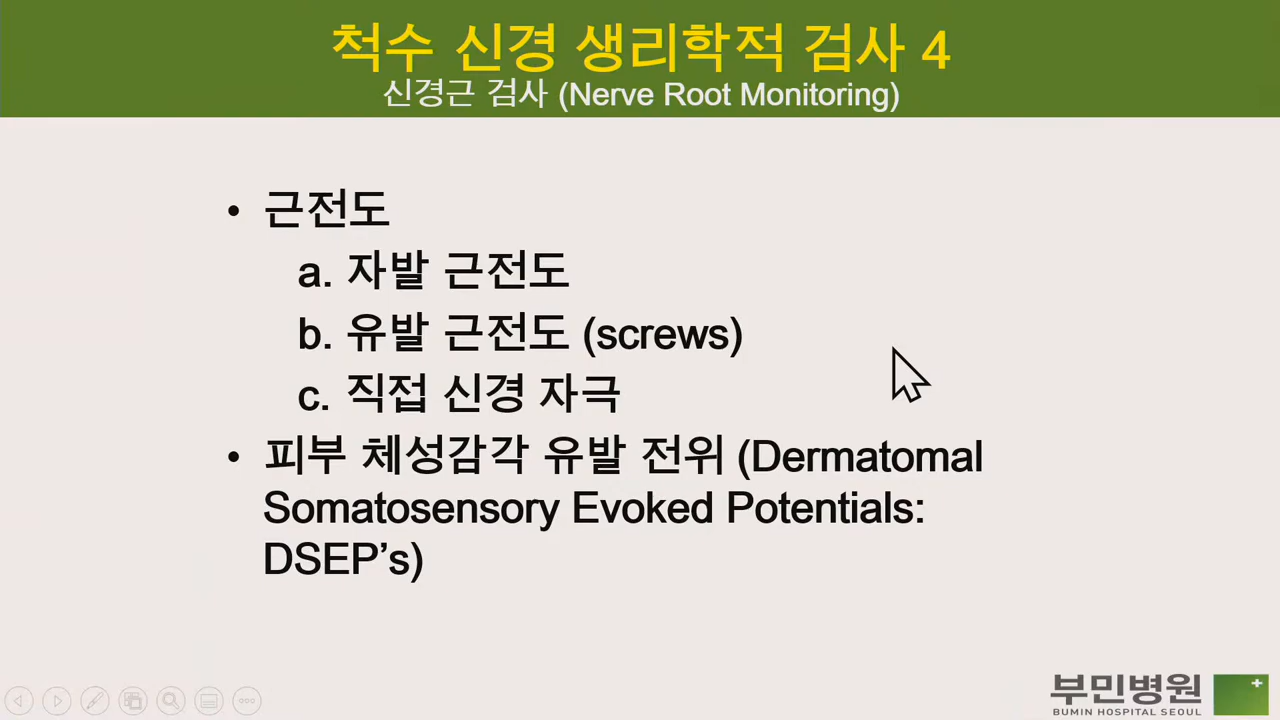 척수 신경 생리학적 검사 4
신경근 검사 (Nerve Root Monitoring)
• 근전도
a. 자발 근전도
b. 유발 근전도 (screws)
c. 직접 신경 자극
• 피부 체성감각 유발 전위 (Dermatomal
Somatosensory Evoked Potentials:
DSEP’s)
부민병원
BUMIN HOSPITAL SEOUL